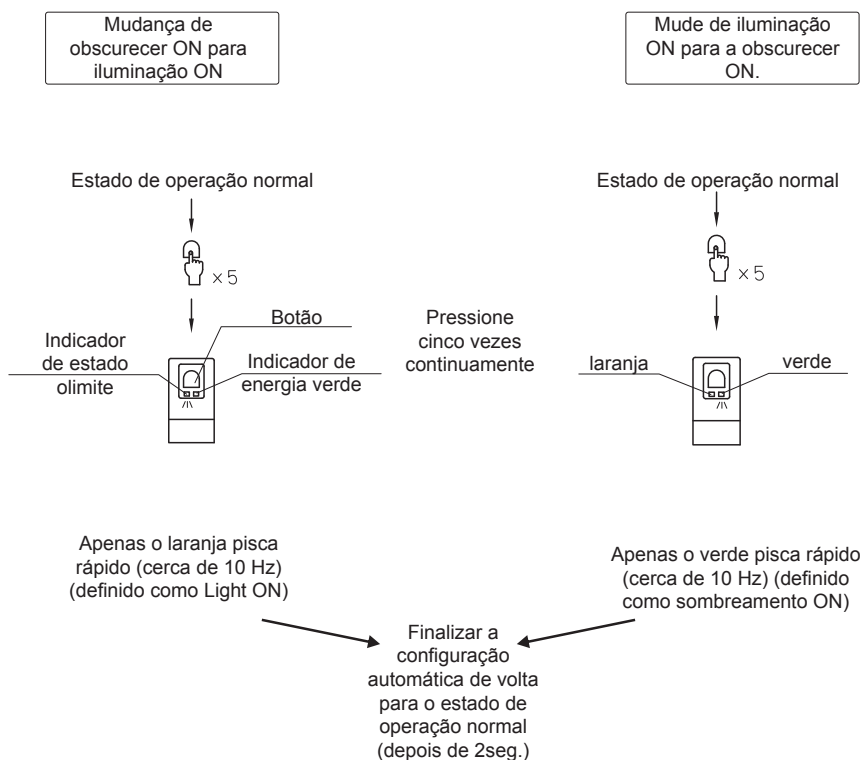 Mudança de
obscurecer ON para
iluminação ON
Mude de iluminação
ON para a obscurecer
ON.
Estado de operação normal
Estado de operação normal
×5
×5
Botão
Indicador
de estado
olimite
Indicador de
energia verde
Pressione
cinco vezes
continuamente
laranja
verde
Apenas o laranja pisca
rápido (cerca de 10 Hz)
(definido como Light ON)
Apenas o verde pisca rápido
(cerca de 10 Hz) (definido
como sombreamento ON)
Finalizar a
configuração
automática de volta
para o estado de
operação normal
(depois de 2seg.)